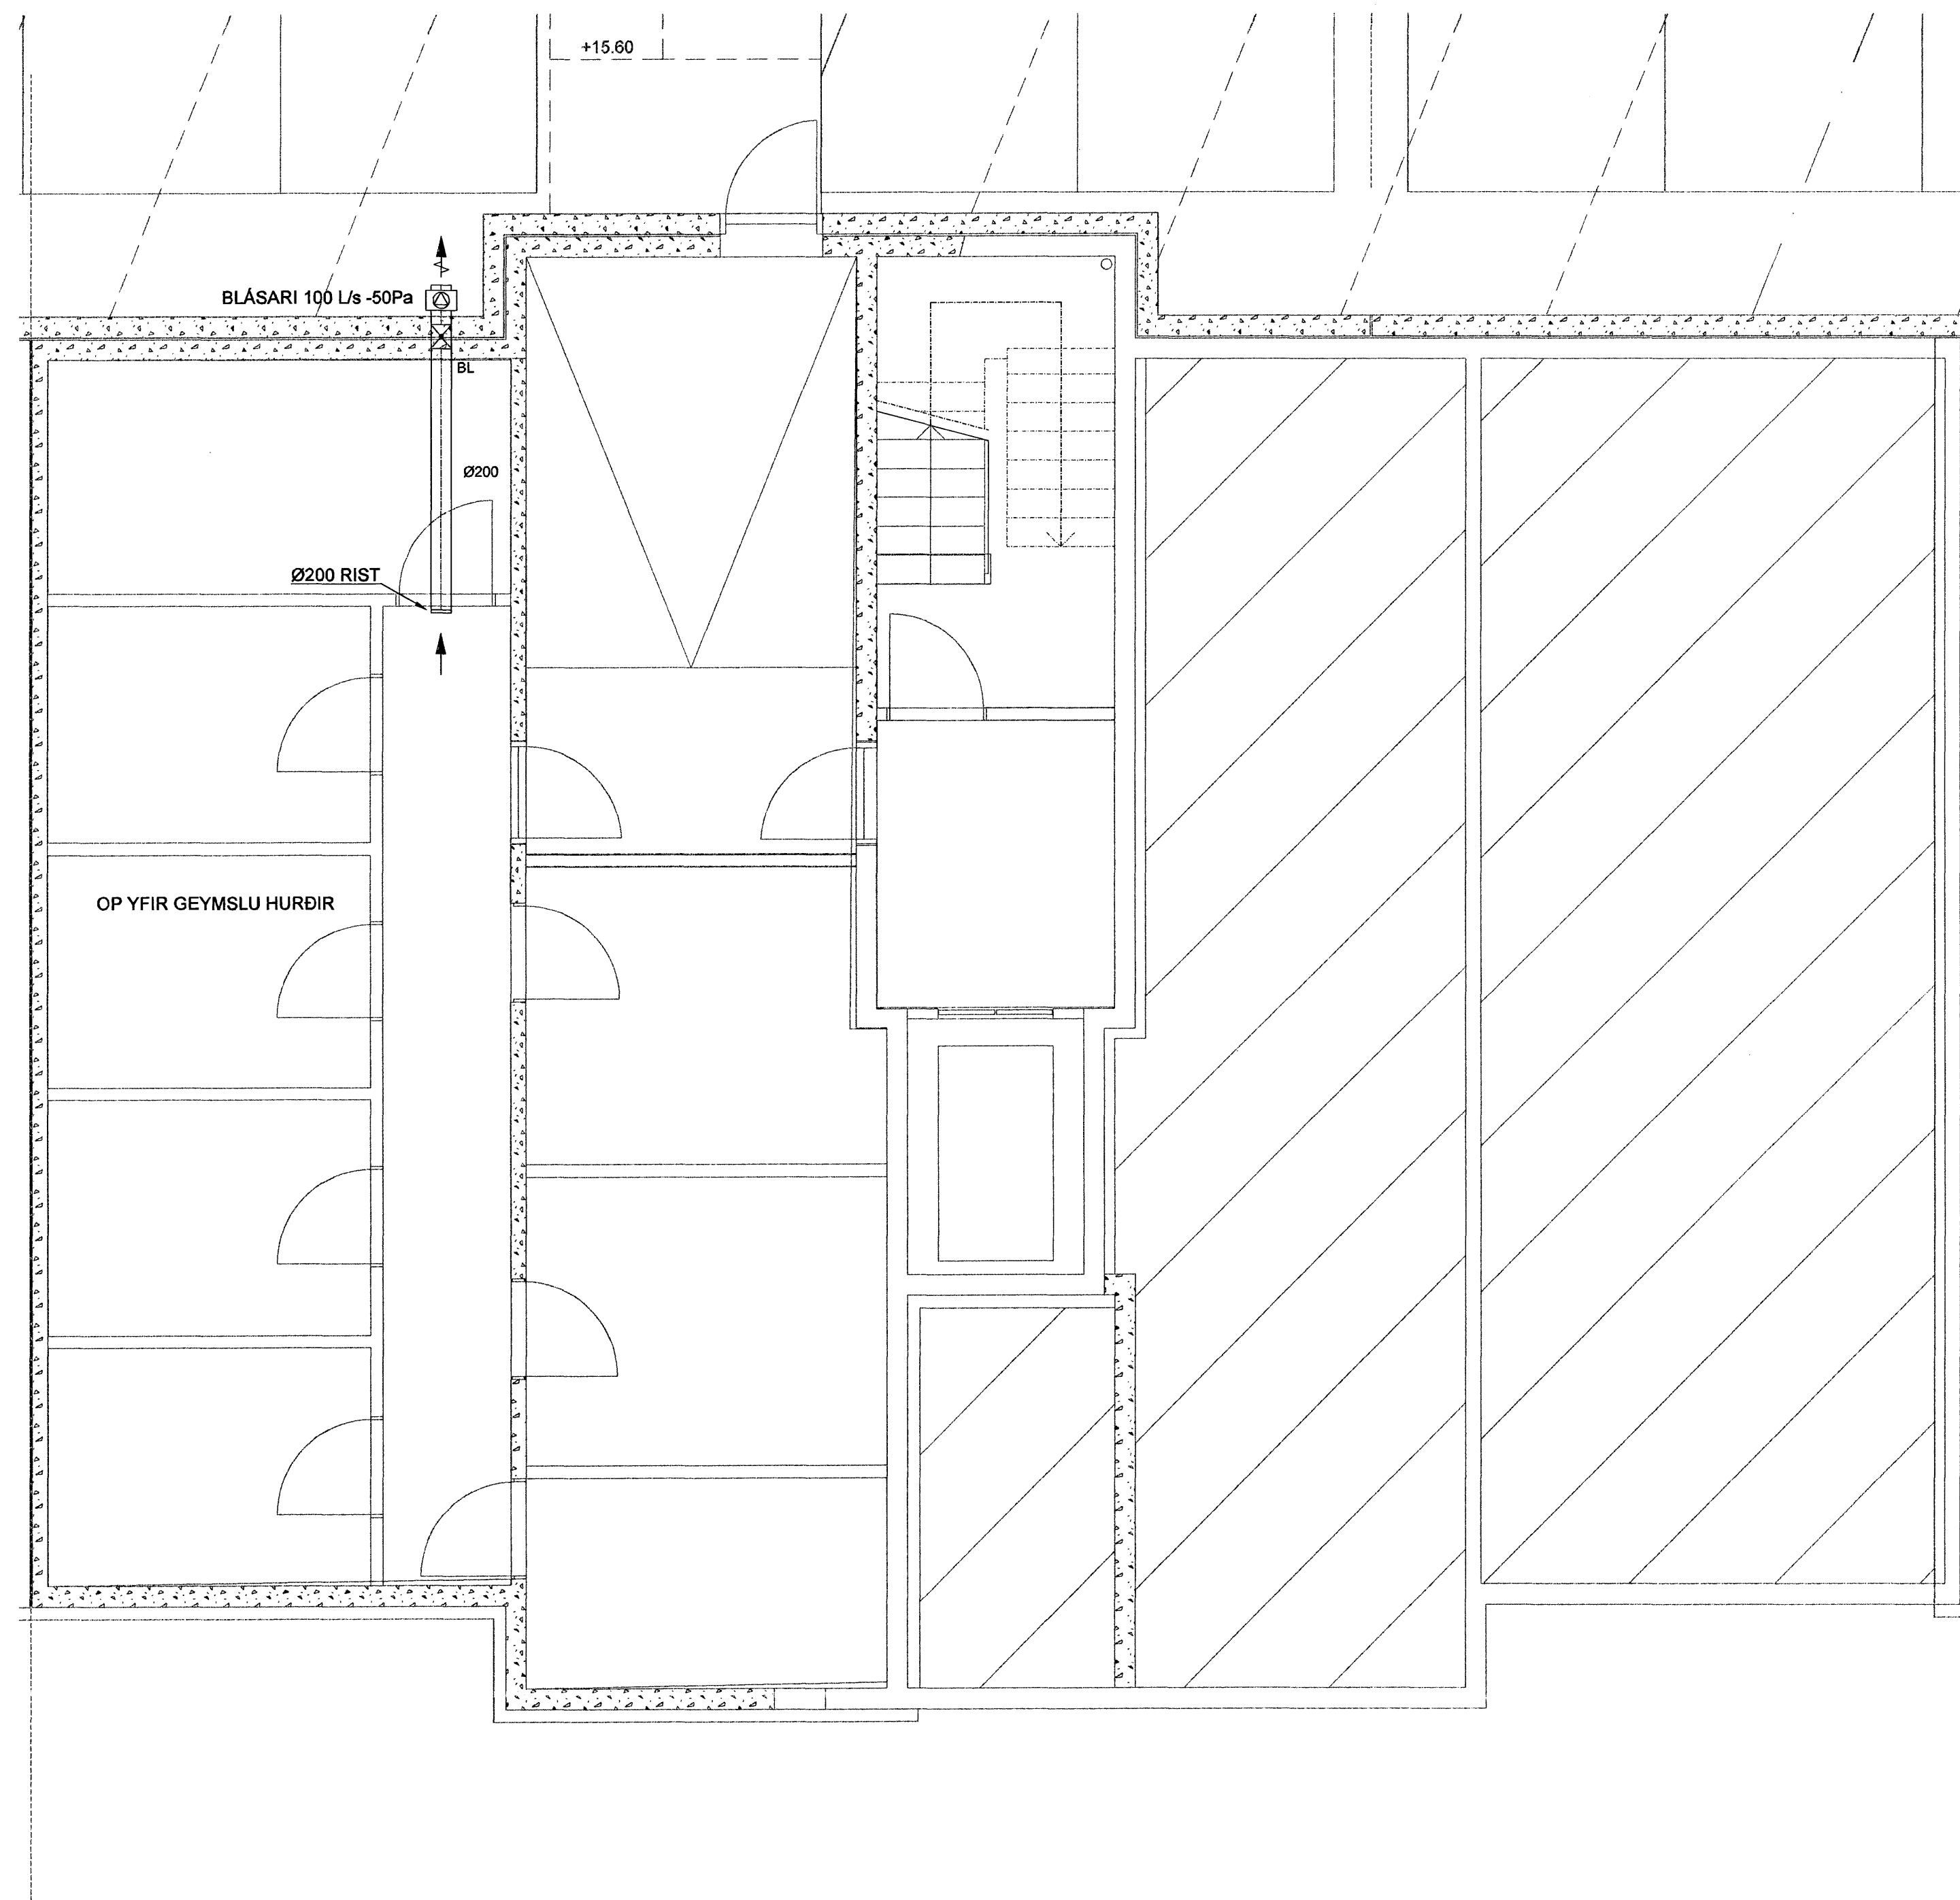 +15.60
BLÁSARI 100 L/s -50Pa
BL
Ø200
Ø200 RIST
OP YFIR GEYMSLU HURÐIR